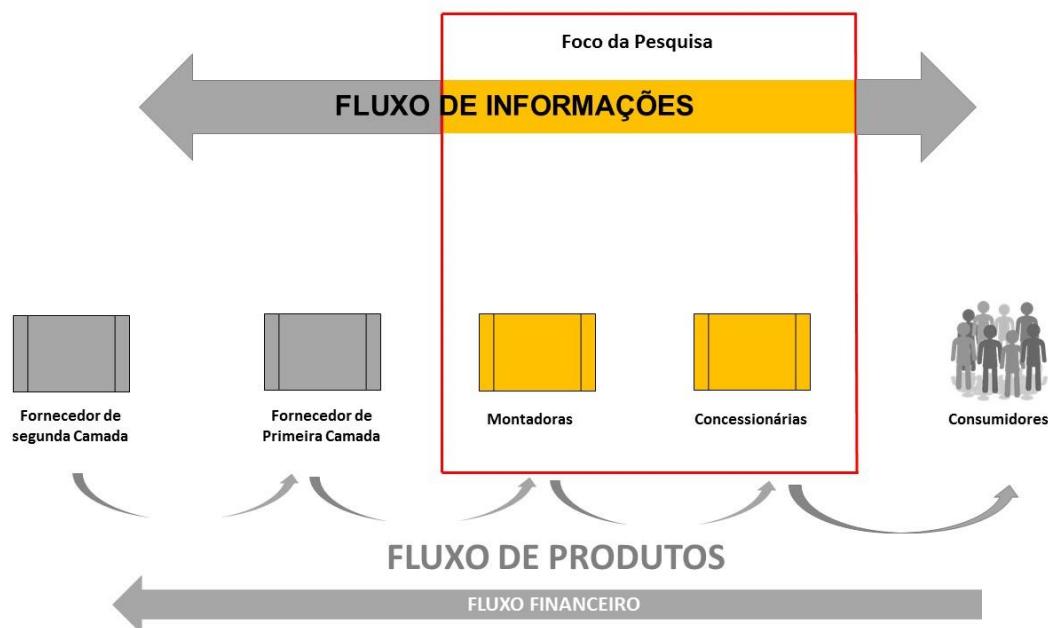 Foco da Pesquisa
FLUXO DE INFORMAÇÕES
Fornecedor de
segunda Camada
Fornecedor de
Primeira Camada
Montadoras
Concessionárias
Consumidores
FLUXO DE PRODUTOS
FLUXO FINANCEIRO